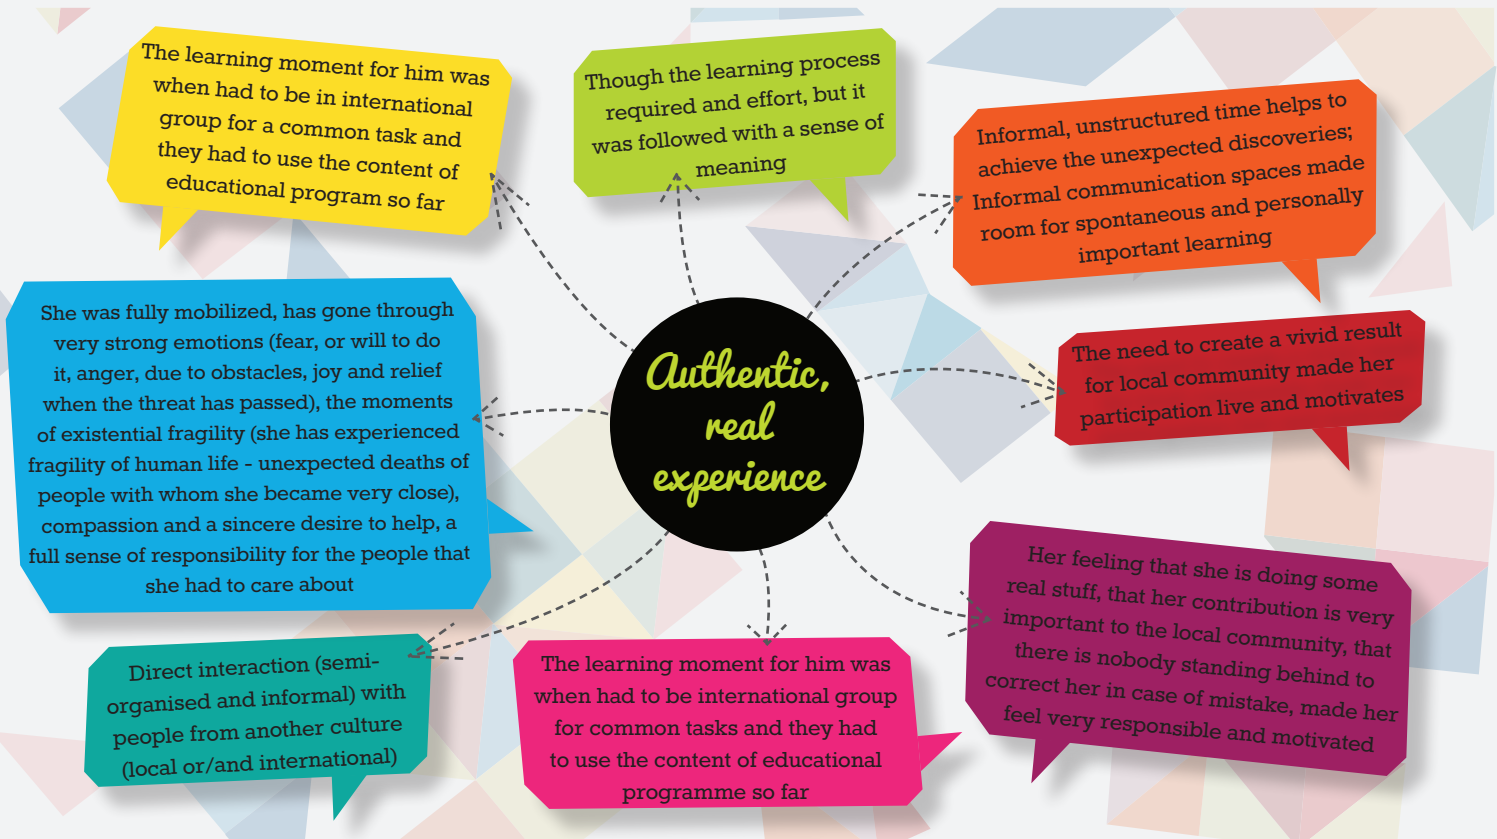 The learning moment for him was
when had to be in international
group for a common task and
they had to use the content of
educational program so far
Though the learning process
required and effort, but it
was followed with a sense of
meaning
Informal, unstructured time helps to
achieve the unexpected discoveries;
Informal communication spaces made
room for spontaneous and personally
important learning
She was fully mobilized, has gone through
very strong emotions (fear, or will to do
it, anger, due to obstacles, joy and relief
when the threat has passed), the moments
of existential fragility (she has experienced
fragility of human life - unexpected deaths of
people with whom she became very close),
compassion and a sincere desire to help, a
full sense of responsibility for the people that
she had to care about
Authentic,
real
experience
The need to create a vivid result
for local community made her
participation live and motivates
Direct interaction (semi-
organised and informal) with
people from another culture
(local or/and international)
The learning moment for him was
when had to be international group
for common tasks and they had
to use the content of educational
programme so far
Her feeling that she is doing some
real stuff, that her contribution is very
important to the local community, that
there is nobody standing behind to
correct her in case of mistake, made her
feel very responsible and motivated